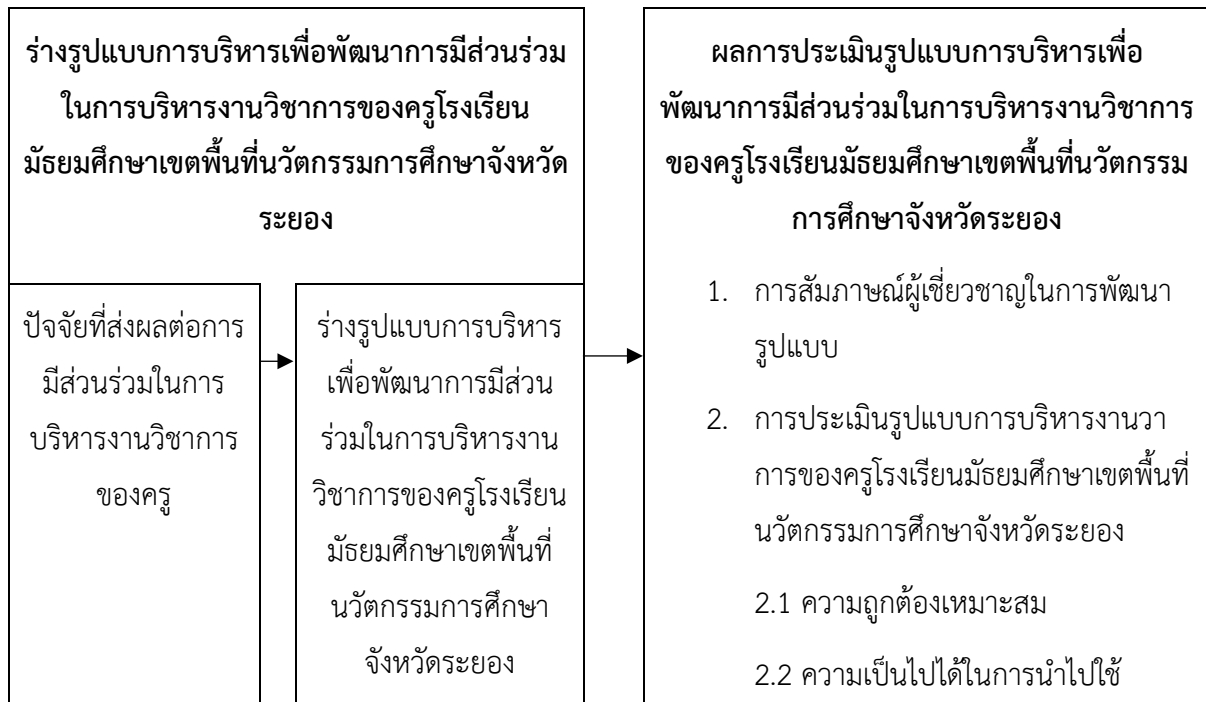 ร่างรูปแบบการบริหารเพื่อพัฒนาการมีส่วนร่วม
ในการบริหารงานวิชาการของครูโรงเรียน
มัธยมศึกษาเขตพื้นที่นวัตกรรมการศึกษาจังหวัด
ระยอง
ปัจจัยที่ส่งผลต่อการ
มีส่วนร่วมในการ
บริหารงานวิชาการ
ของครู
ร่างรูปแบบการบริหาร
เพื่อพัฒนาการมีส่วน
ร่วมในการบริหารงาน
วิชาการของครูโรงเรียน
มัธยมศึกษาเขตพื้นที่
นวัตกรรมการศึกษา
จังหวัดระยอง
ผลการประเมินรูปแบบการบริหารเพื่อ
พัฒนาการมีส่วนร่วมในการบริหารงานวิชาการ
ของครูโรงเรียนมัธยมศึกษาเขตพื้นที่นวัตกรรม
การศึกษาจังหวัดระยอง
1. การสัมภาษณ์ผู้เชี่ยวชาญในการพัฒนา
รูปแบบ
2. การประเมินรูปแบบการบริหารงานวา
การของครูโรงเรียนมัธยมศึกษาเขตพื้นที่
นวัตกรรมการศึกษาจังหวัดระยอง
2.1 ความถูกต้องเหมาะสม
2.2 ความเป็นไปได้ในการนำไปใช้